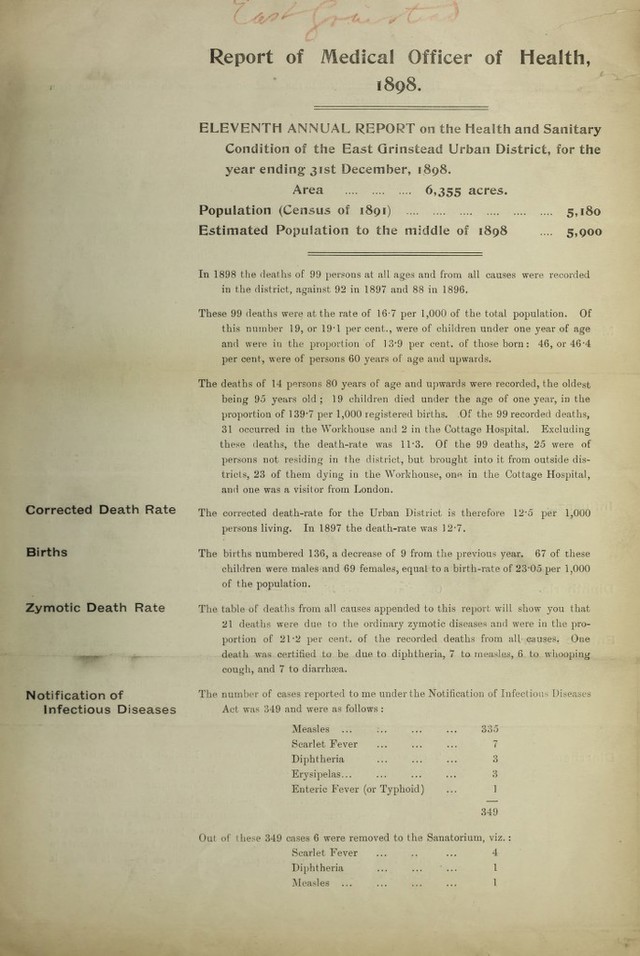 East Grinstead
Report of Medical Officer of Health,
1898.
ELEVENTH ANNUAL REPORT on the Health and Sanitary
Condition of the East Grinstead Urban District, for the
year ending 31st December, 1898.
Area .... .... .... 6,355 acres.
Population (Census of 1891) .... .... .... .... .... .... 5,180
Estimated Population to the middle of 1898 .... 5,900
In 1898 the deaths of 99 persons at all ages and from all causes were recorded
in the district, against 92 in 1897 and 88 in 1896.
These 99 deaths were at the rate of 16·7 per 1,000 of the total population. Of
this number 19, or 19·1 per cent., were of children under one year of age
and were in the proportion of 13·9 per cent. of those born: 46, or 46·4
per cent, were of persons 60 years of age and upwards.
The deaths of 14 persons 80 years of age and upwards were recorded, the oldest
being 95 years old; 19 children died under the age of one year, in the
proportion of 139·7 per 1,000 registered births. Of the 99 recorded deaths,
31 occurred in the Workhouse and 2 in the Cottage Hospital. Excluding
these deaths, the death-rate was 11·3. Of the 99 deaths, 25 were of
persons not residing in the district, but brought into it from outside dis-
tricts, 23 of them dying in the Workhouse, one in the Cottage Hospital,
and one was a visitor from London.
Corrected Death Rate The corrected death-rate for the Urban District is therefore 12·5 per 1,000
persons living. In 1897 the death-rate was 12·7.
Births The births numbered 136, a decrease of 9 from the previous year. 67 of these
children were males and 69 females, equal to a birth-rate of 23·05 per 1,000
of the population.
Zymotic Death Rate The table of deaths from all causes appended to this report will show you that
21 deaths were due to the ordinary zymotic diseases and were in the pro-
portion of 21·2 per cent. of the recorded deaths from all causes. One
death was certified to be due to diphtheria, 7 to measles, 6 to whooping
cough, and 7 to diarrhæa.
Notification of The number of cases reported to me under the Notification of Infectious Diseases
Infectious Diseases Act was 349 and were as follows:
Measles ... ... ... ... 335
Scarlet Fever ... ... ... 7
Diphtheria ... ... ... 3
Erysipelas... ... ... ... 3
Enteric Fever (or Typhoid) ... 1
349
Out of these 349 cases 6 were removed to the Sanatorium, viz.:
Scarlet Fever ... .. ... 4
Diphtheria ... ... ... 1
Measles ... ... ... ... 1